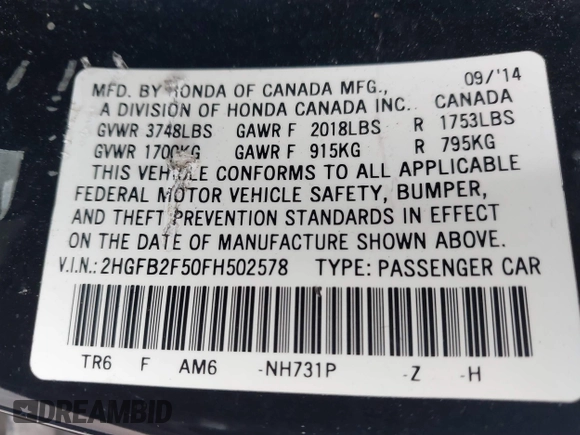 MFD. BY HONDA OF CANADA MFG., 09/'14
A DIVISION OF HONDA CANADA INC. CANADA
GVWR 3748LBS GAWR F 2018LBS R 1753LBS
GVWR 1700KG GAWR F 915KG R 795KG
THIS VEHICLE CONFORMS TO ALL APPLICABLE
FEDERAL MOTOR VEHICLE SAFETY, BUMPER,
AND THEFT PREVENTION STANDARDS IN EFFECT
ON THE DATE OF MANUFACTURE SHOWN ABOVE.
V.I.N.: 2HGFB2F50FH502578 TYPE: PASSENGER CAR
TR6 F AM6 -NH731P -Z -H
DREAMBID